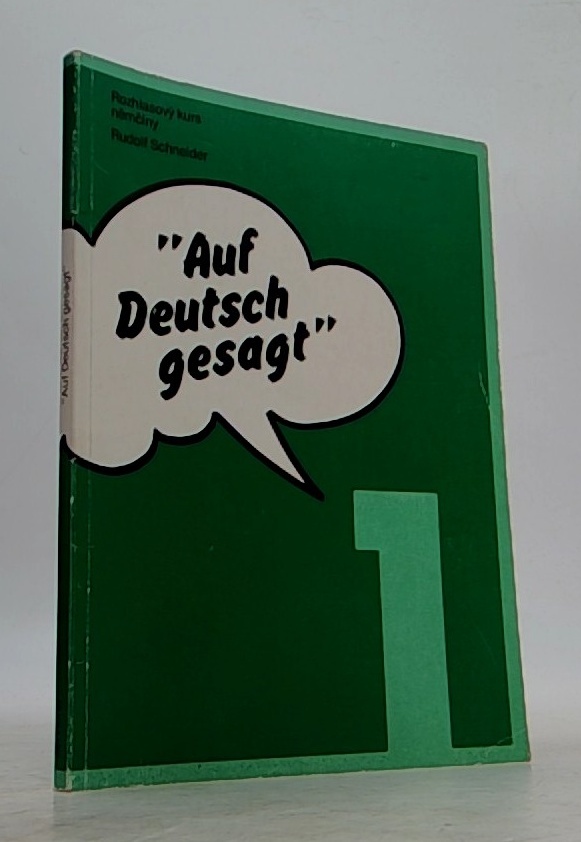 Rozhlasový kurs
němčiny
Rudolf Schneider
"Auf
Deutsch
gesagt"
1
"Auf Deutsch gesagt"